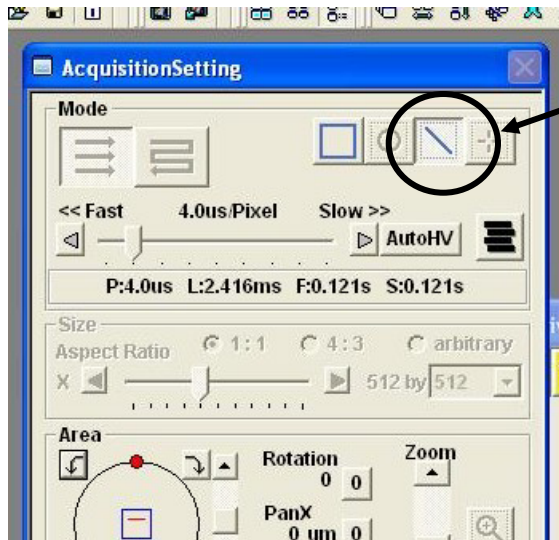 AcquisitionSetting
Mode
<< Fast 4.0us/Pixel Slow >>
AutoHV
P:4.0us L:2.416ms F:0.121s S:0.121s
Size
Aspect Ratio 1:1 4:3 arbitrary
X 512 by 512
Area
Rotation Zoom
0 0
PanX
0 um 0